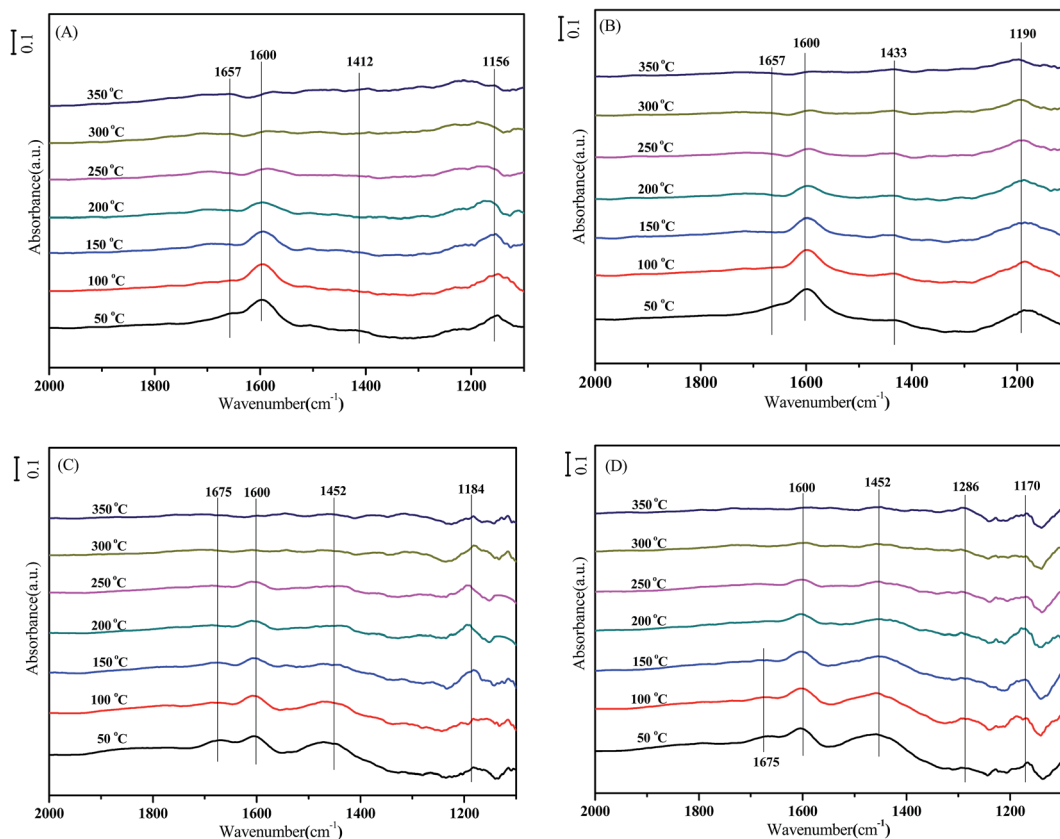 0.1
(A)
1657
1600
1412
1156
350 °C
300 °C
250 °C
200 °C
150 °C
100 °C
50 °C
Absorbance(a.u.)
2000
1800
1600
1400
1200
Wavenumber(cm⁻¹)
0.1
(B)
1657
1600
1433
1190
350 °C
300 °C
250 °C
200 °C
150 °C
100 °C
50 °C
Absorbance(a.u.)
2000
1800
1600
1400
1200
Wavenumber(cm⁻¹)
0.1
(C)
1675
1600
1452
1184
350 °C
300 °C
250 °C
200 °C
150 °C
100 °C
50 °C
Absorbance(a.u.)
2000
1800
1600
1400
1200
Wavenumber(cm⁻¹)
0.1
(D)
1600
1452
1286
1170
350 °C
300 °C
250 °C
200 °C
150 °C
100 °C
50 °C
1675
Absorbance(a.u.)
2000
1800
1600
1400
1200
Wavenumber(cm⁻¹)